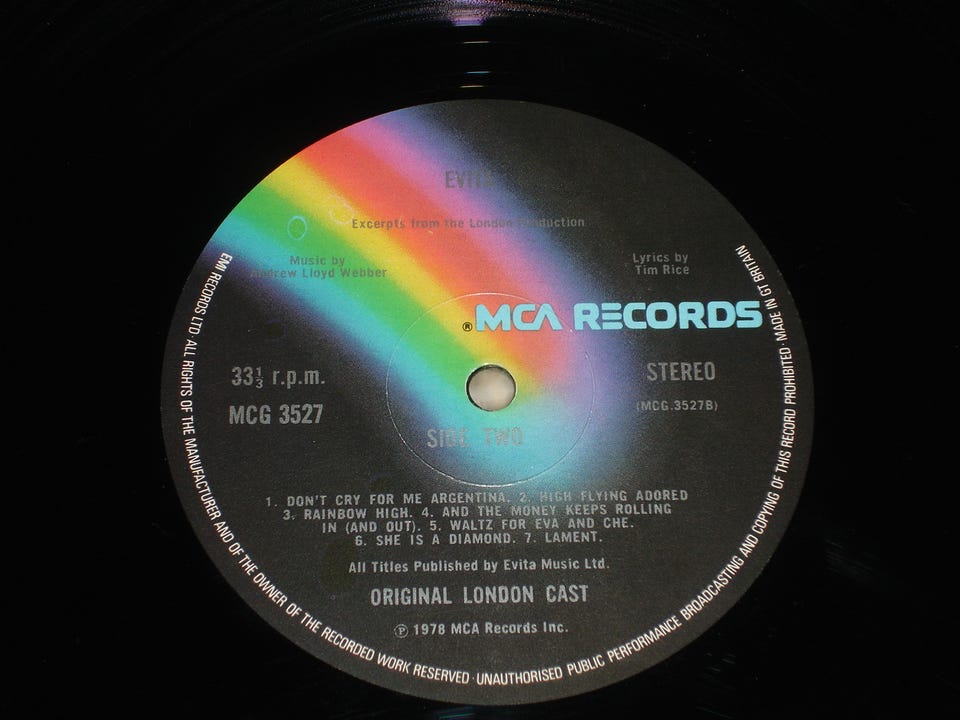 EVITA
Excerpts from the London Production
Music by
Andrew Lloyd Webber
Lyrics by
Tim Rice
® MCA RECORDS
33⅓ r.p.m.
MCG 3527
STEREO
(MCG.3527B)
SIDE TWO
1. DON'T CRY FOR ME ARGENTINA. 2. HIGH FLYING ADORED
3. RAINBOW HIGH. 4. AND THE MONEY KEEPS ROLLING
IN (AND OUT). 5. WALTZ FOR EVA AND CHE.
6. SHE IS A DIAMOND. 7. LAMENT.
All Titles Published by Evita Music Ltd.
ORIGINAL LONDON CAST
℗ 1978 MCA Records Inc.
EMI RECORDS LTD · ALL RIGHTS OF THE MANUFACTURER AND OF THE OWNER OF THE RECORDED WORK RESERVED · UNAUTHORISED PUBLIC PERFORMANCE BROADCASTING AND COPYING OF THIS RECORD PROHIBITED · MADE IN GT BRITAIN